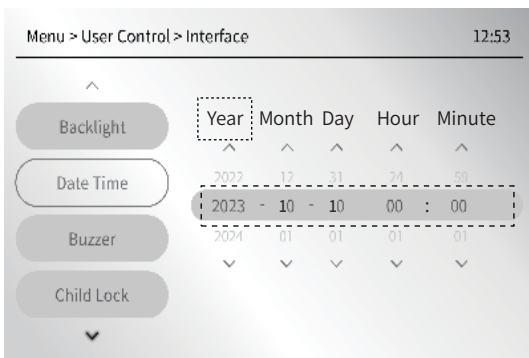 Menu > User Control > Interface 12:53
Backlight
Date Time
Buzzer
Child Lock
Year Month Day Hour Minute
2022 12 31 24 59
2023 - 10 - 10 00 : 00
2024 01 01 01 01